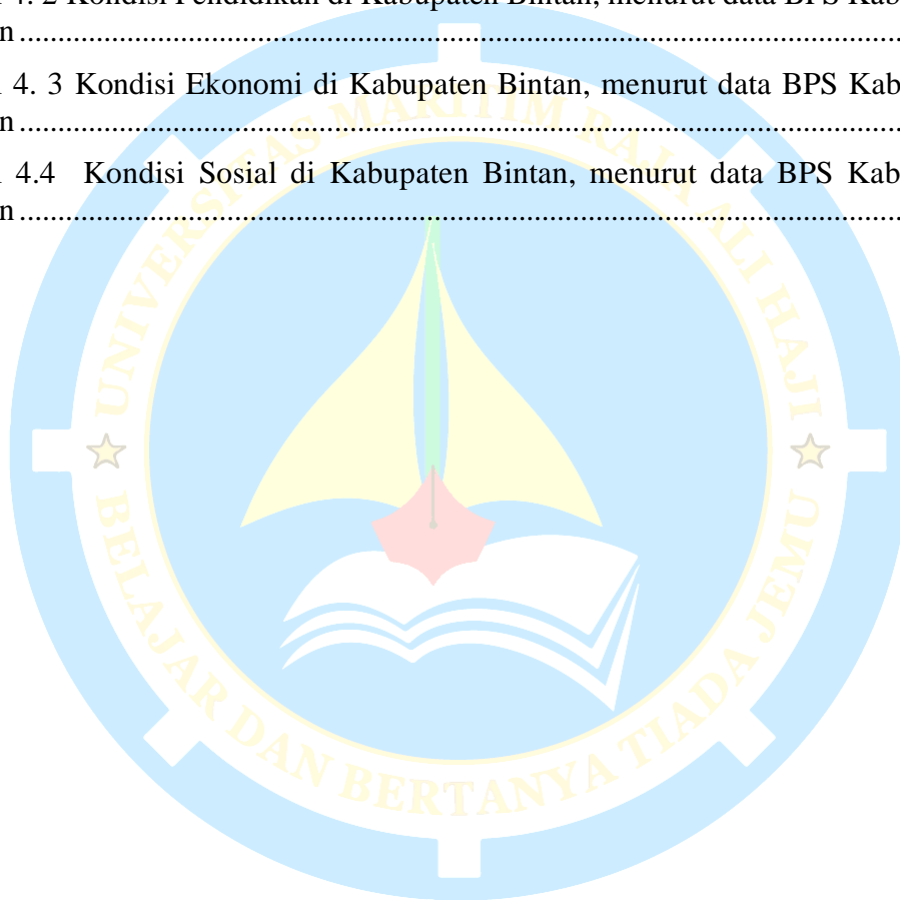 4. 2 Kondisi Pendidikan di Kabupaten Bintan, menurut data BPS Kab
n ....................................................................................................
4. 3 Kondisi Ekonomi di Kabupaten Bintan, menurut data BPS Kab
n ....................................................................................................
4.4 Kondisi Sosial di Kabupaten Bintan, menurut data BPS Kab
n ....................................................................................................
UNIVERSITAS MARITIM RAJA ALI HAJI
BELAJAR DAN BERTANYA TIADA JEMU